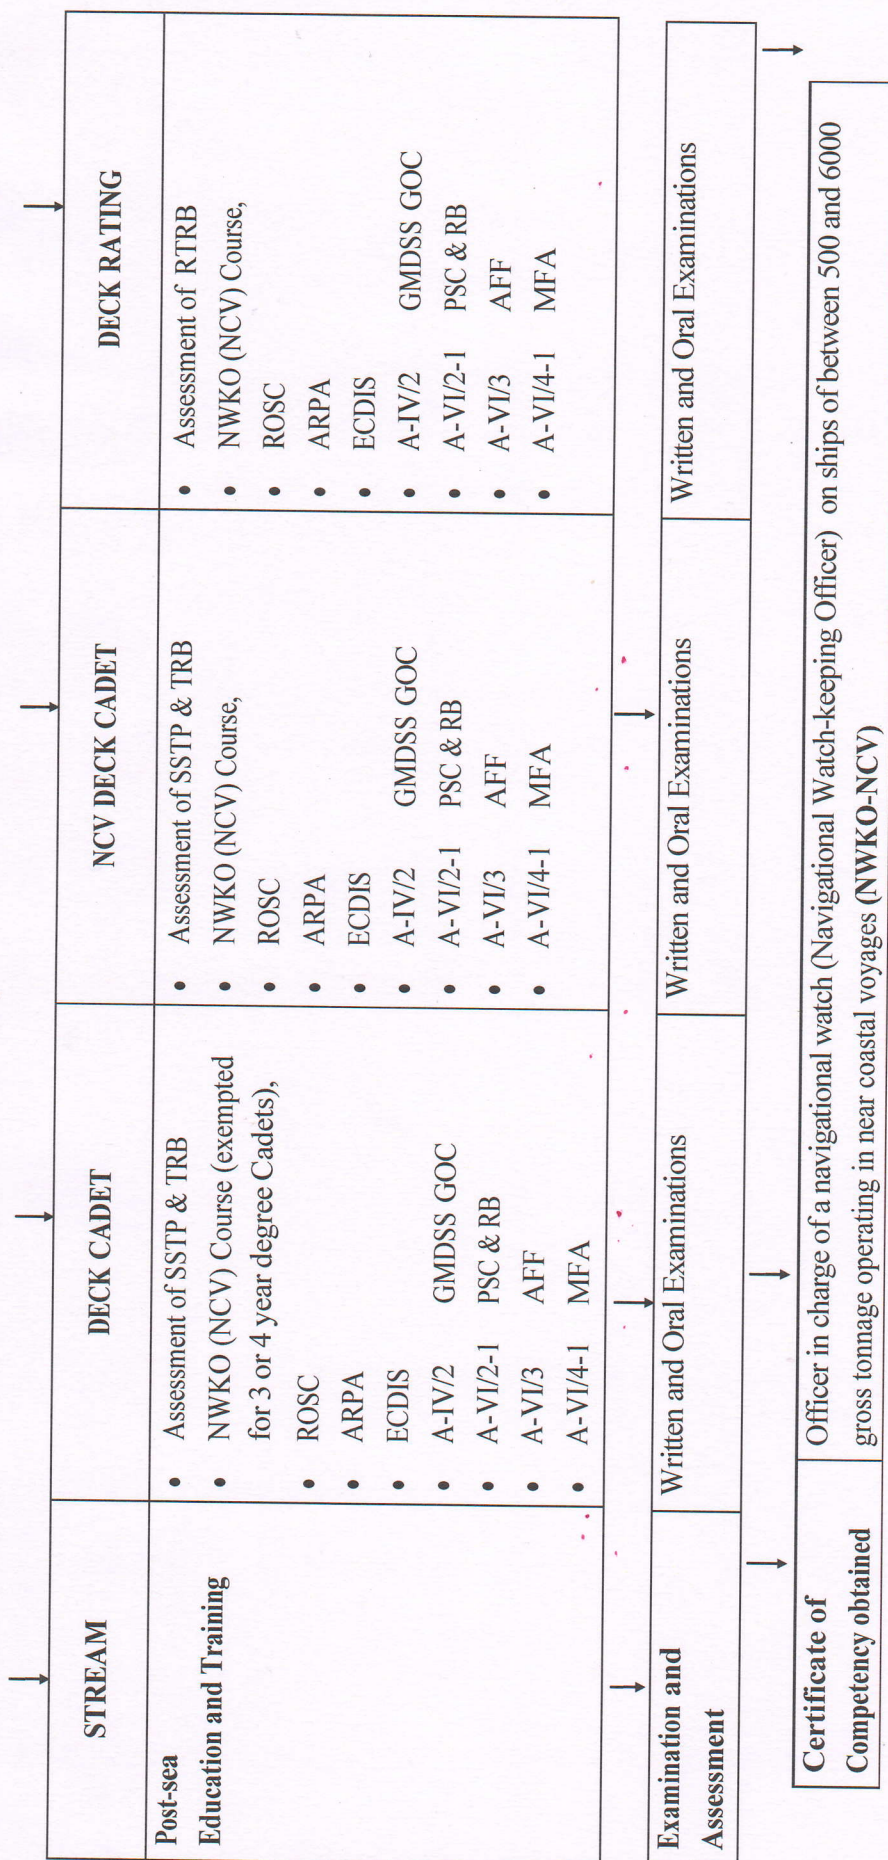 STREAM
DECK CADET
NCV DECK CADET
DECK RATING
Post-sea
Education and Training
• Assessment of SSTP & TRB
• NWKO (NCV) Course (exempted
for 3 or 4 year degree Cadets),
• ROSC
• ARPA
• ECDIS
• A-IV/2 GMDSS GOC
• A-VI/2-1 PSC & RB
• A-VI/3 AFF
• A-VI/4-1 MFA
• Assessment of SSTP & TRB
• NWKO (NCV) Course,
• ROSC
• ARPA
• ECDIS
• A-IV/2 GMDSS GOC
• A-VI/2-1 PSC & RB
• A-VI/3 AFF
• A-VI/4-1 MFA
• Assessment of RTRB
• NWKO (NCV) Course,
• ROSC
• ARPA
• ECDIS
• A-IV/2 GMDSS GOC
• A-VI/2-1 PSC & RB
• A-VI/3 AFF
• A-VI/4-1 MFA
Examination and
Assessment
Written and Oral Examinations
Written and Oral Examinations
Written and Oral Examinations
Certificate of
Competency obtained
Officer in charge of a navigational watch (Navigational Watch-keeping Officer) on ships of between 500 and 6000
gross tonnage operating in near coastal voyages (NWKO-NCV)